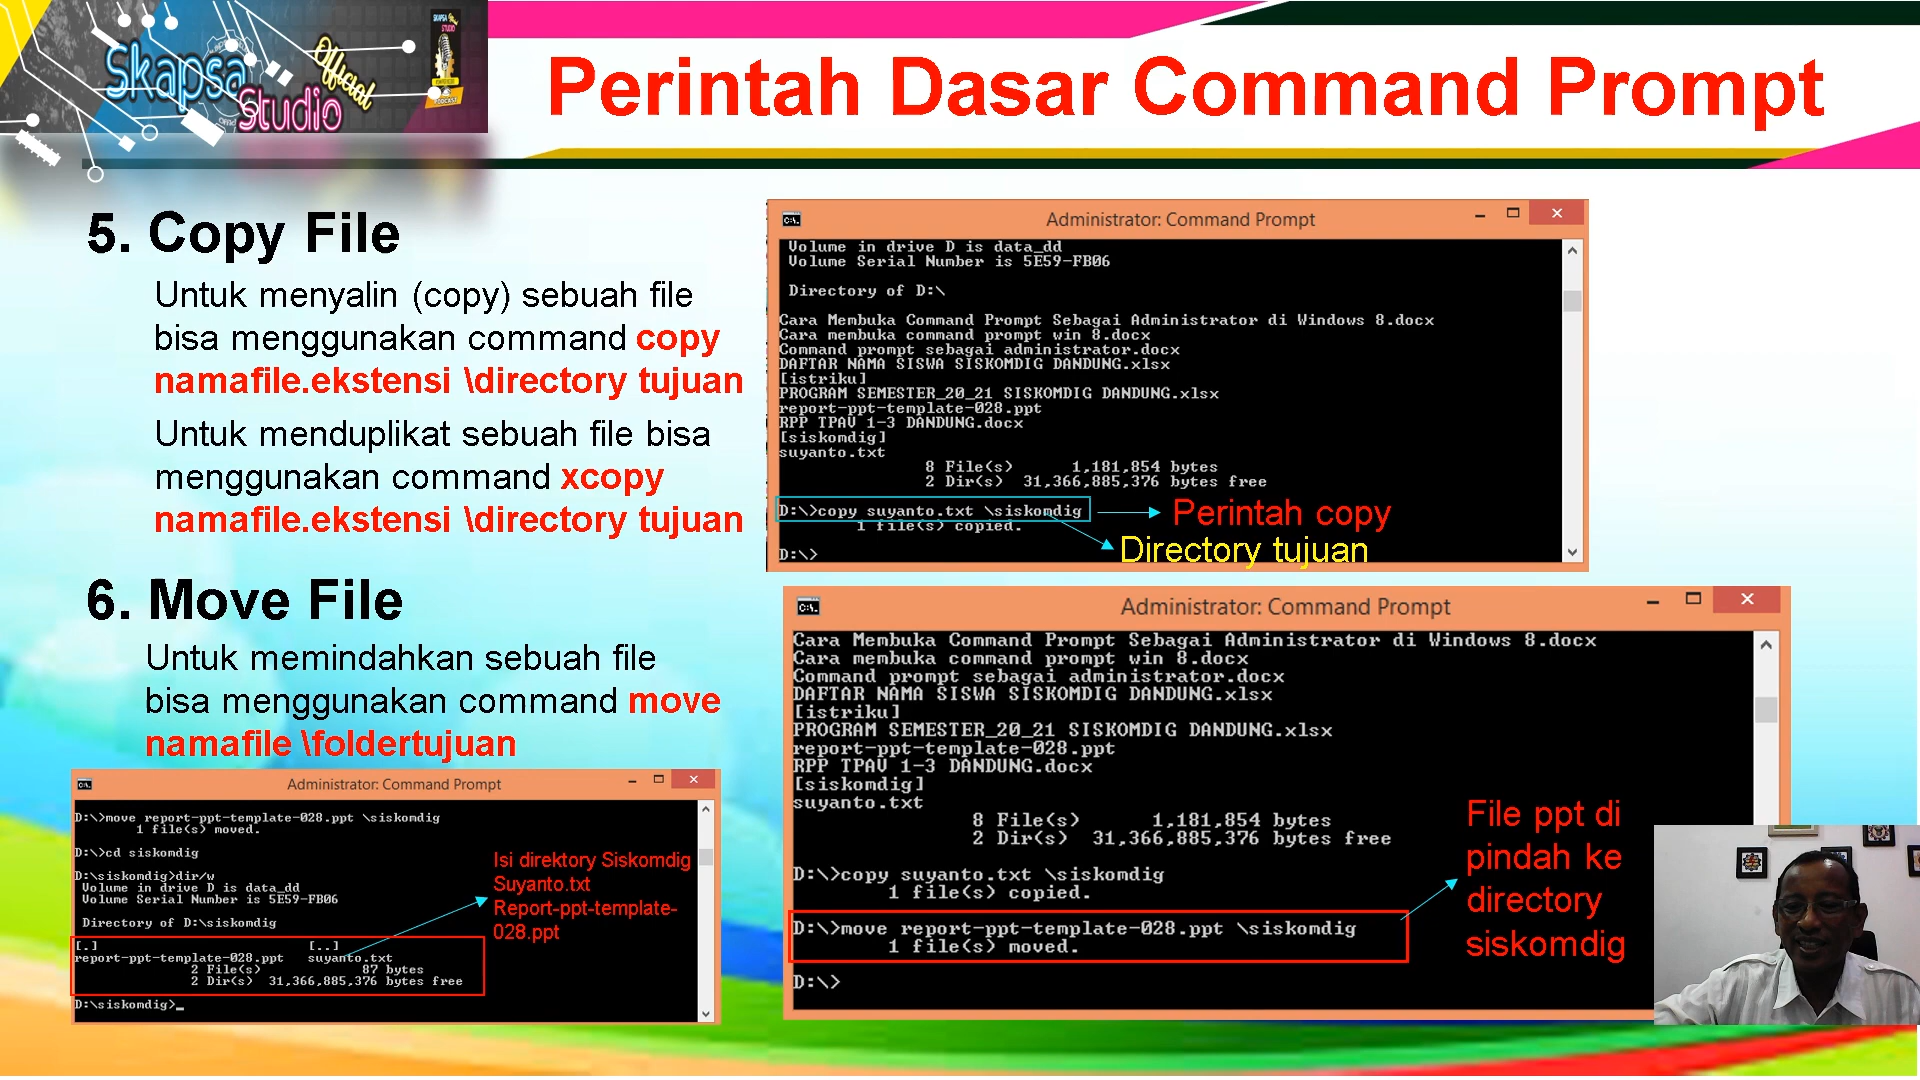 Skapsa
Studio
Official
PODCAST
Perintah Dasar Command Prompt
5. Copy File
Untuk menyalin (copy) sebuah file
bisa menggunakan command copy
namafile.ekstensi \directory tujuan
Untuk menduplikat sebuah file bisa
menggunakan command xcopy
namafile.ekstensi \directory tujuan
6. Move File
Untuk memindahkan sebuah file
bisa menggunakan command move
namafile \foldertujuan
Administrator: Command Prompt
Volume in drive D is data_dd
Volume Serial Number is 5E59-FB06
Directory of D:\
Cara Membuka Command Prompt Sebagai Administrator di Windows 8.docx
Cara membuka command prompt win 8.docx
Command prompt sebagai administrator.docx
DAFTAR NAMA SISWA SISKOMDIG DANDUNG.xlsx
[istriku]
PROGRAM SEMESTER_20_21 SISKOMDIG DANDUNG.xlsx
report-ppt-template-028.ppt
RPP TPAV 1-3 DANDUNG.docx
[siskomdig]
suyanto.txt
8 File(s) 1,181,854 bytes
2 Dir(s) 31,366,885,376 bytes free
D:\>copy suyanto.txt \siskomdig
1 file(s) copied.
D:\>
Perintah copy
Directory tujuan
Administrator: Command Prompt
Cara Membuka Command Prompt Sebagai Administrator di Windows 8.docx
Cara membuka command prompt win 8.docx
Command prompt sebagai administrator.docx
DAFTAR NAMA SISWA SISKOMDIG DANDUNG.xlsx
[istriku]
PROGRAM SEMESTER_20_21 SISKOMDIG DANDUNG.xlsx
report-ppt-template-028.ppt
RPP TPAV 1-3 DANDUNG.docx
[siskomdig]
suyanto.txt
8 File(s) 1,181,854 bytes
2 Dir(s) 31,366,885,376 bytes free
D:\>copy suyanto.txt \siskomdig
1 file(s) copied.
D:\>move report-ppt-template-028.ppt \siskomdig
1 file(s) moved.
D:\>
File ppt di
pindah ke
directory
siskomdig
Administrator: Command Prompt
D:\>move report-ppt-template-028.ppt \siskomdig
1 file(s) moved.
D:\>cd siskomdig
D:\siskomdig>dir/w
Volume in drive D is data_dd
Volume Serial Number is 5E59-FB06
Directory of D:\siskomdig
[.] [..]
report-ppt-template-028.ppt suyanto.txt
2 File(s) 87 bytes
2 Dir(s) 31,366,885,376 bytes free
D:\siskomdig>_
Isi direktory Siskomdig
Suyanto.txt
Report-ppt-template-
028.ppt